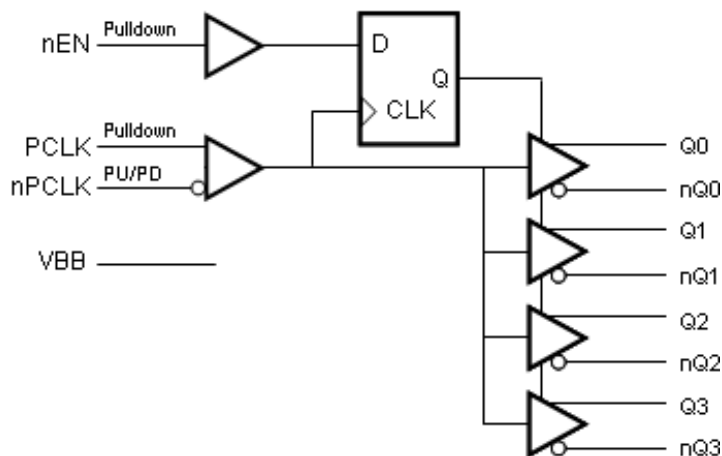 nEN
Pulldown
D
Q
CLK
PCLK
Pulldown
nPCLK
PU/PD
VBB
Q0
nQ0
Q1
nQ1
Q2
nQ2
Q3
nQ3